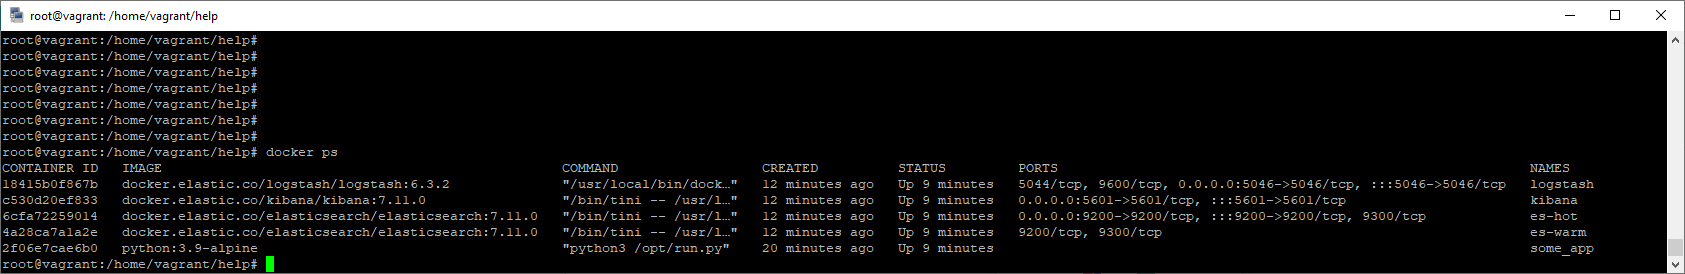 root@vagrant: /home/vagrant/help
root@vagrant:/home/vagrant/help#
root@vagrant:/home/vagrant/help#
root@vagrant:/home/vagrant/help#
root@vagrant:/home/vagrant/help#
root@vagrant:/home/vagrant/help#
root@vagrant:/home/vagrant/help#
root@vagrant:/home/vagrant/help#
root@vagrant:/home/vagrant/help# docker ps
CONTAINER ID   IMAGE                                                  COMMAND                  CREATED          STATUS         PORTS                                                           NAMES
18415b0f867b   docker.elastic.co/logstash/logstash:6.3.2              "/usr/local/bin/dock…"   12 minutes ago   Up 9 minutes   5044/tcp, 9600/tcp, 0.0.0.0:5046->5046/tcp, :::5046->5046/tcp   logstash
c530d20ef833   docker.elastic.co/kibana/kibana:7.11.0                 "/bin/tini -- /usr/l…"   12 minutes ago   Up 9 minutes   0.0.0.0:5601->5601/tcp, :::5601->5601/tcp                       kibana
6cfa72259014   docker.elastic.co/elasticsearch/elasticsearch:7.11.0   "/bin/tini -- /usr/l…"   12 minutes ago   Up 9 minutes   0.0.0.0:9200->9200/tcp, :::9200->9200/tcp, 9300/tcp             es-hot
4a28ca7a1a2e   docker.elastic.co/elasticsearch/elasticsearch:7.11.0   "/bin/tini -- /usr/l…"   12 minutes ago   Up 9 minutes   9200/tcp, 9300/tcp                                              es-warm
2f06e7cae6b0   python:3.9-alpine                                      "python3 /opt/run.py"    20 minutes ago   Up 9 minutes                                                                   some_app
root@vagrant:/home/vagrant/help#